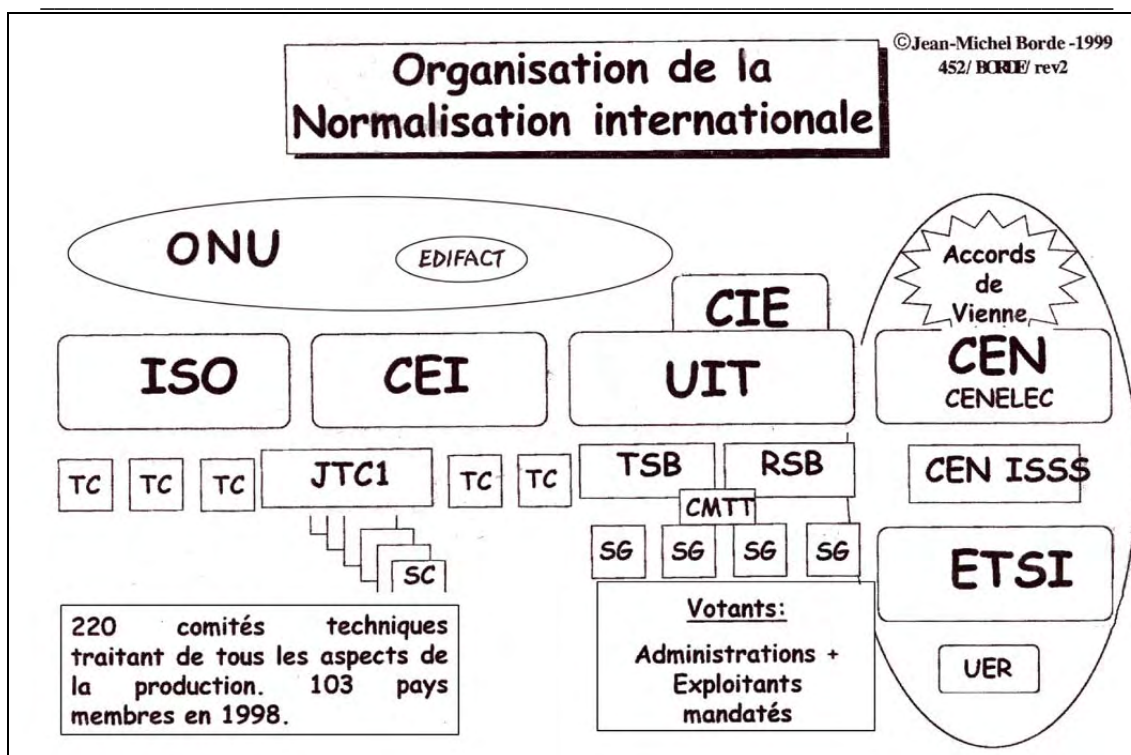 Organisation de la
Normalisation internationale
©Jean-Michel Borde -1999
452/ BORDE/ rev2
ONU
EDIFACT
Accords
de
Vienne
CIE
ISO
CEI
UIT
CEN
CENELEC
TC
TC
TC
JTC1
TC
TC
TSB
RSB
CEN ISSS
CMTT
SG
SG
SG
SG
SC
ETSI
220 comités techniques
traitant de tous les aspects de
la production. 103 pays
membres en 1998.
Votants:
Administrations +
Exploitants
mandatés
UER